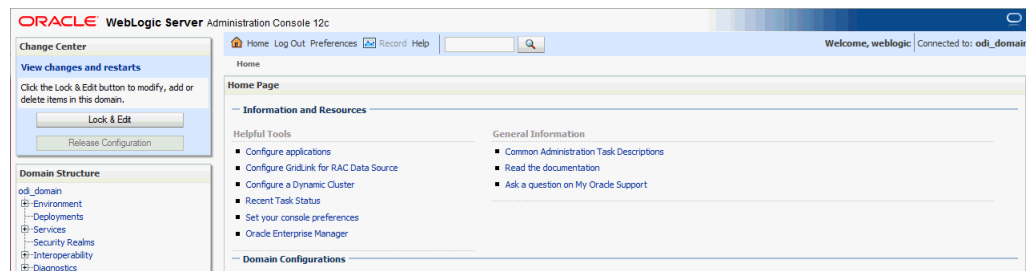 ORACLE WebLogic Server Administration Console 12c
Change Center
View changes and restarts
Click the Lock & Edit button to modify, add or
delete items in this domain.
Lock & Edit
Release Configuration
Domain Structure
odi_domain
Environment
Deployments
Services
Security Realms
Interoperability
Diagnostics
Home Log Out Preferences Record Help
Welcome, weblogic Connected to: odi_domain
Home
Home Page
Information and Resources
Helpful Tools
Configure applications
Configure GridLink for RAC Data Source
Configure a Dynamic Cluster
Recent Task Status
Set your console preferences
Oracle Enterprise Manager
General Information
Common Administration Task Descriptions
Read the documentation
Ask a question on My Oracle Support
Domain Configurations